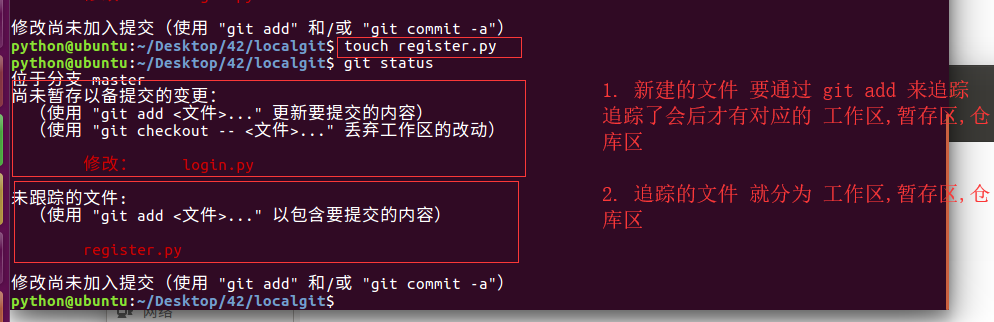 修改尚未加入提交（使用 "git add" 和/或 "git commit -a"）
python@ubuntu:~/Desktop/42/localgit$ touch register.py
python@ubuntu:~/Desktop/42/localgit$ git status
位于分支 master
尚未暂存以备提交的变更：
（使用 "git add <文件>..." 更新要提交的内容）
（使用 "git checkout -- <文件>..." 丢弃工作区的改动）
修改： login.py
未跟踪的文件:
（使用 "git add <文件>..." 以包含要提交的内容）
register.py
修改尚未加入提交（使用 "git add" 和/或 "git commit -a"）
python@ubuntu:~/Desktop/42/localgit$
1. 新建的文件 要通过 git add 来追踪
追踪了会后才有对应的 工作区,暂存区,仓
库区
2. 追踪的文件 就分为 工作区,暂存区,仓
库区
网络